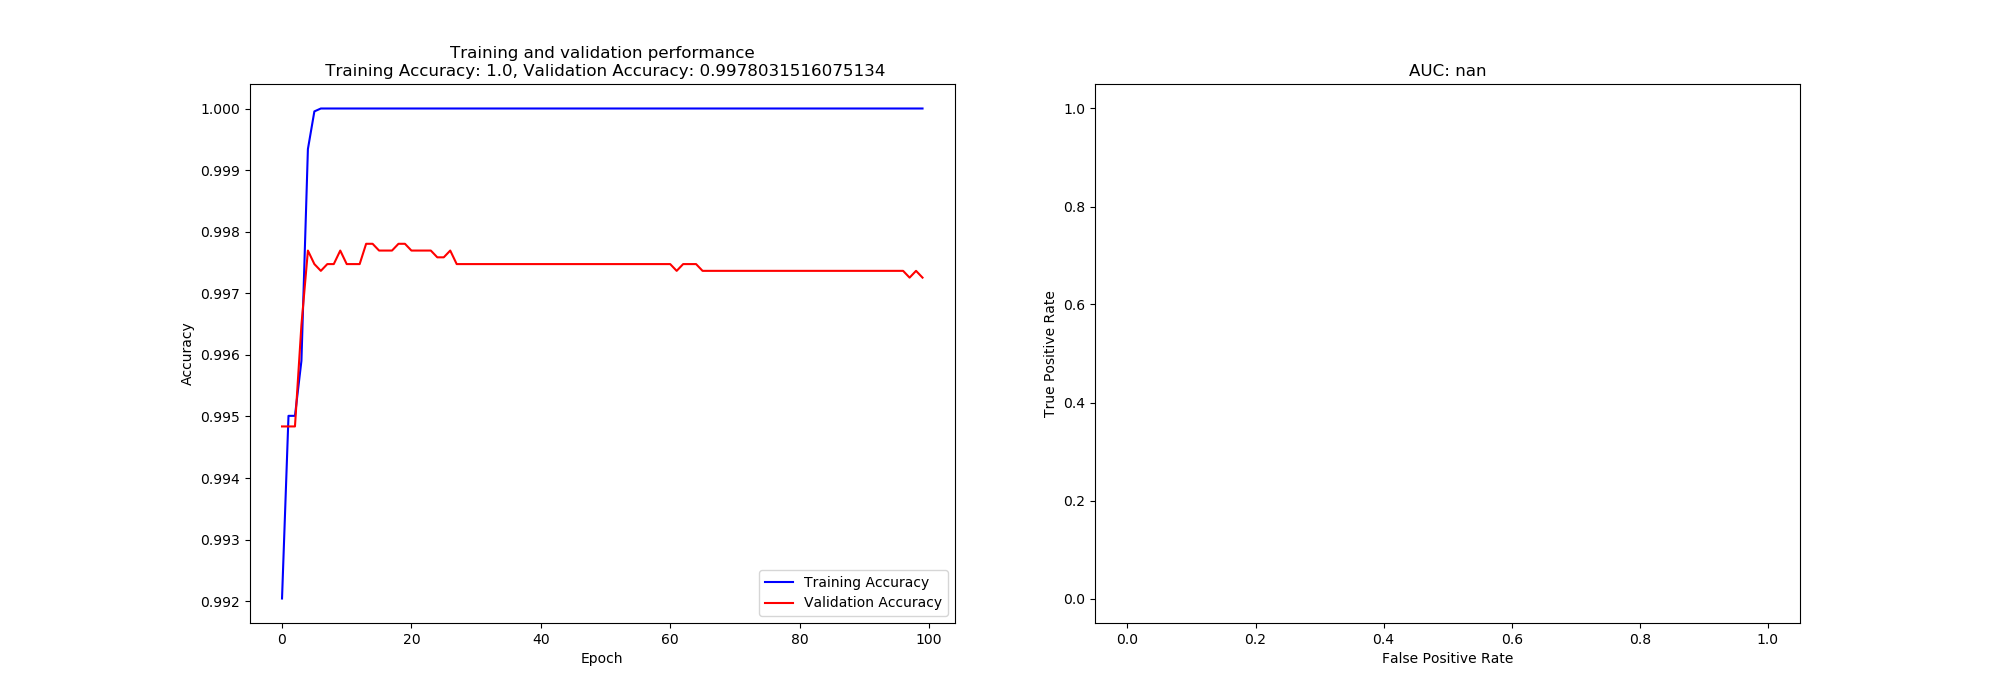 Training and validation performance
Training Accuracy: 1.0, Validation Accuracy: 0.9978031516075134
1.000
0.999
0.998
0.997
0.996
0.995
0.994
0.993
0.992
Accuracy
0 20 40 60 80 100
Epoch
Training Accuracy
Validation Accuracy
AUC: nan
1.0
0.8
0.6
0.4
0.2
0.0
True Positive Rate
0.0 0.2 0.4 0.6 0.8 1.0
False Positive Rate